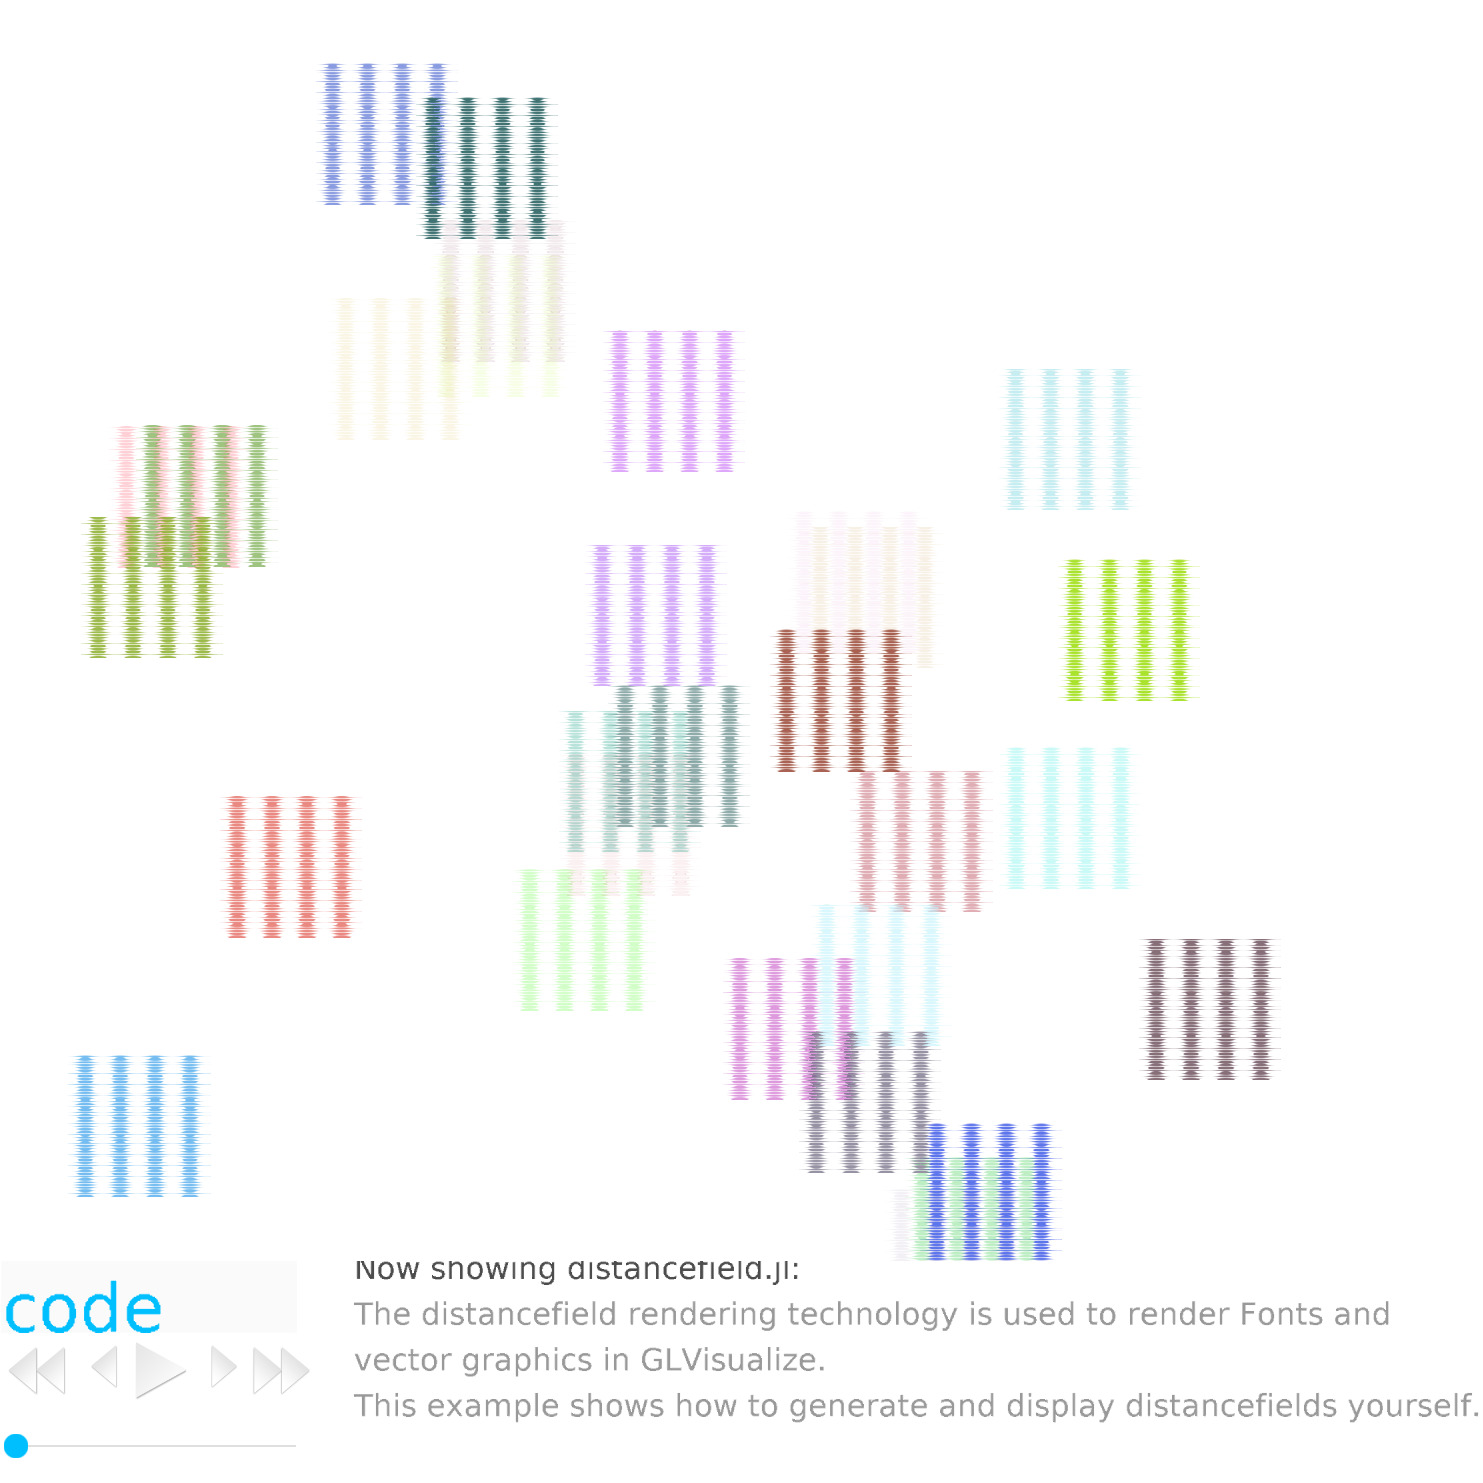 Now showing distancefield.jl:
code
The distancefield rendering technology is used to render Fonts and
vector graphics in GLVisualize.
This example shows how to generate and display distancefields yourself.